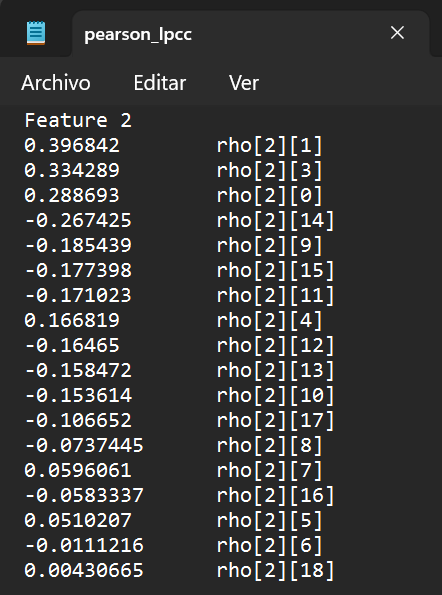 pearson_lpcc
Archivo Editar Ver
Feature 2
0.396842 rho[2][1]
0.334289 rho[2][3]
0.288693 rho[2][0]
-0.267425 rho[2][14]
-0.185439 rho[2][9]
-0.177398 rho[2][15]
-0.171023 rho[2][11]
0.166819 rho[2][4]
-0.16465 rho[2][12]
-0.158472 rho[2][13]
-0.153614 rho[2][10]
-0.106652 rho[2][17]
-0.0737445 rho[2][8]
0.0596061 rho[2][7]
-0.0583337 rho[2][16]
0.0510207 rho[2][5]
-0.0111216 rho[2][6]
0.00430665 rho[2][18]